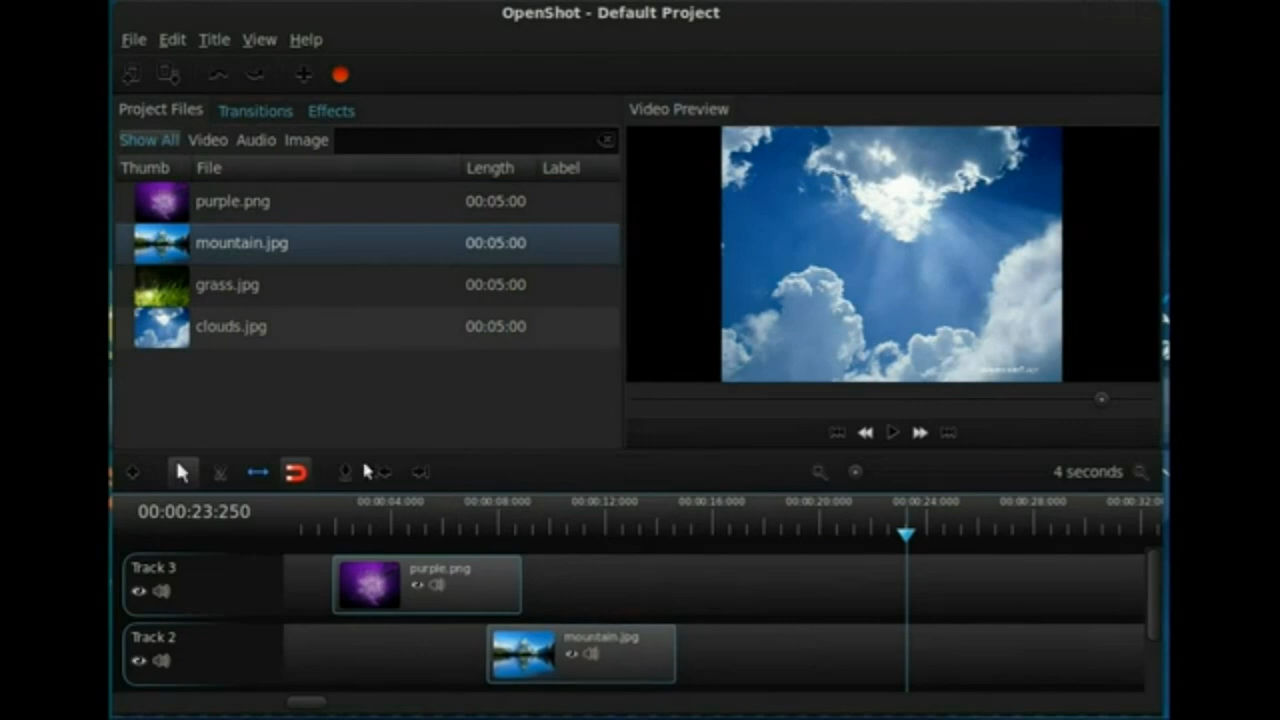 OpenShot - Default Project
File Edit Title View Help
Project Files Transitions Effects
Video Preview
Show All Video Audio Image
Thumb File Length Label
purple.png 00:05:00
mountain.jpg 00:05:00
grass.jpg 00:05:00
clouds.jpg 00:05:00
4 seconds
00:00:04:000 00:00:08:000 00:00:12:000 00:00:16:000 00:00:20:000 00:00:24:000 00:00:28:000 00:00:32:00
00:00:23:250
Track 3
purple.png
Track 2
mountain.jpg